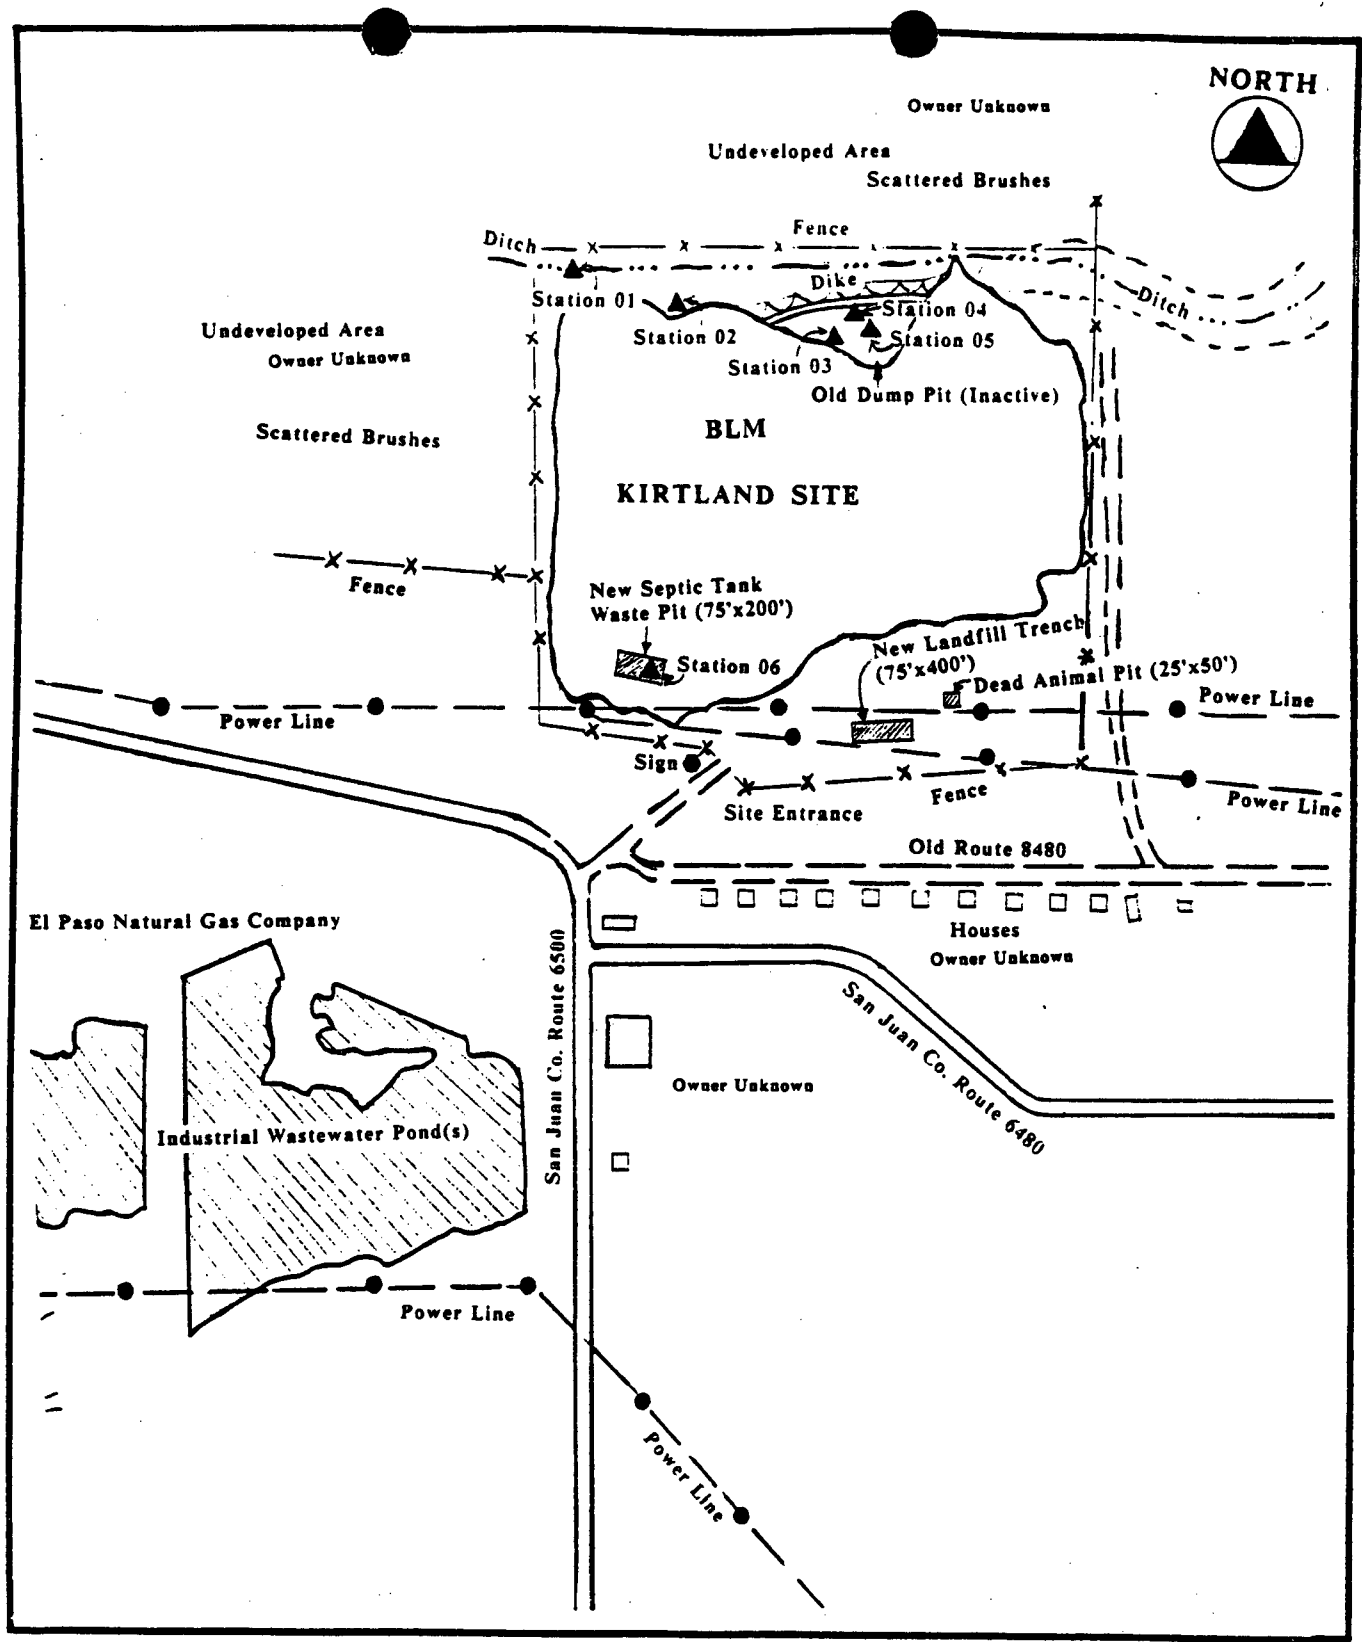 NORTH
Owner Unknown
Undeveloped Area
Scattered Brushes
Fence
Ditch
Dike
Ditch
Station 01
Station 04
Station 02
Station 05
Station 03
Undeveloped Area
Owner Unknown
Old Dump Pit (Inactive)
Scattered Brushes
BLM
KIRTLAND SITE
Fence
New Septic Tank
Waste Pit (75'x200')
Station 06
New Landfill Trench
(75'x400')
Dead Animal Pit (25'x50')
Power Line
Power Line
Sign
Site Entrance
Fence
Power Line
Old Route 8480
El Paso Natural Gas Company
Houses
Owner Unknown
San Juan Co. Route 6500
San Juan Co. Route 6480
Owner Unknown
Industrial Wastewater Pond(s)
Power Line
Power Line